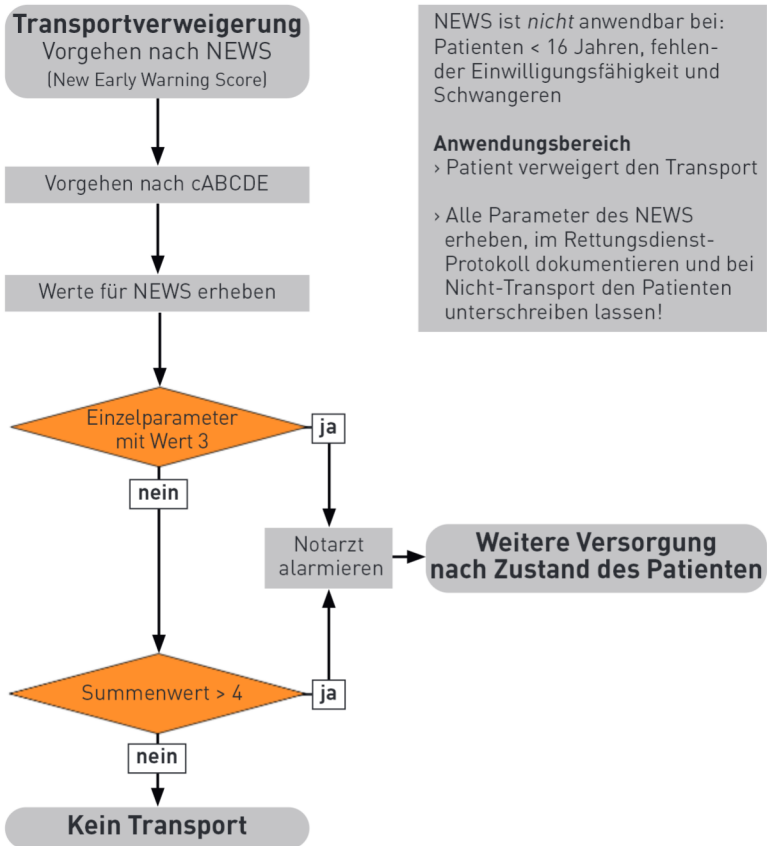 Transportverweigerung
Vorgehen nach NEWS
(New Early Warning Score)
NEWS ist nicht anwendbar bei:
Patienten < 16 Jahren, fehlen-
der Einwilligungsfähigkeit und
Schwangeren
Anwendungsbereich
› Patient verweigert den Transport
› Alle Parameter des NEWS
erheben, im Rettungsdienst-
Protokoll dokumentieren und bei
Nicht-Transport den Patienten
unterschreiben lassen!
Vorgehen nach cABCDE
Werte für NEWS erheben
Einzelparameter
mit Wert 3
ja
nein
Notarzt
alarmieren
Weitere Versorgung
nach Zustand des Patienten
Summenwert > 4
ja
nein
Kein Transport